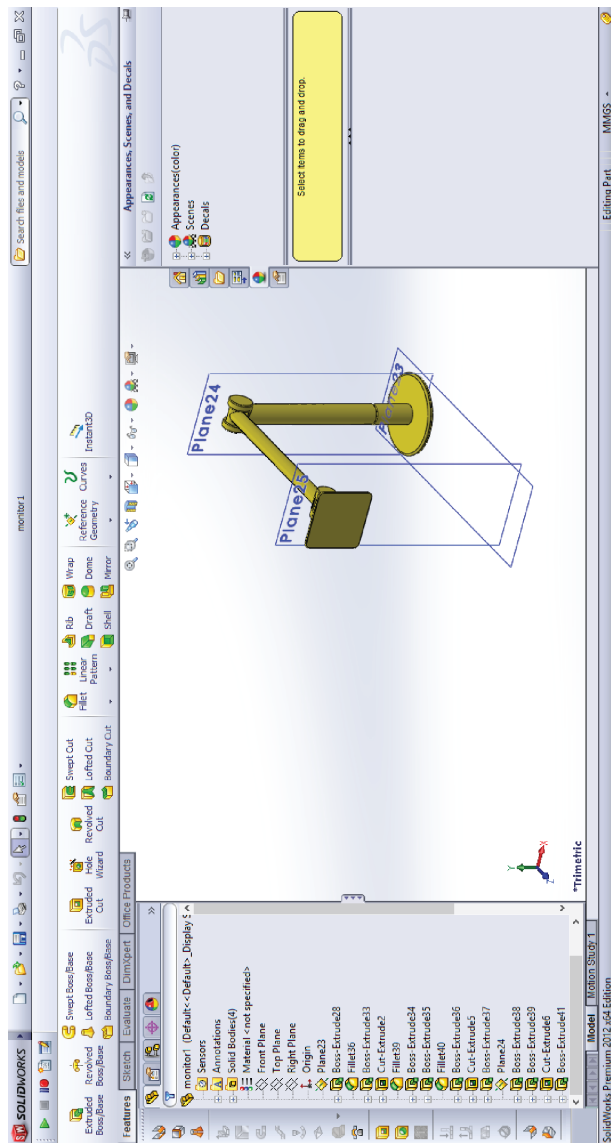 SOLIDWORKS
monitor1
Search files and models
Extruded Boss/Base
Revolved Boss/Base
Swept Boss/Base
Lofted Boss/Base
Boundary Boss/Base
Extruded Cut
Hole Wizard
Revolved Cut
Swept Cut
Lofted Cut
Boundary Cut
Fillet
Linear Pattern
Rib
Draft
Shell
Wrap
Dome
Mirror
Reference Geometry
Curves
Instant3D
Features
Sketch
Evaluate
DimXpert
Office Products
monitor1 (Default<<Default>_Display S
Sensors
Annotations
Solid Bodies(4)
Material <not specified>
Front Plane
Top Plane
Right Plane
Origin
Plane23
Boss-Extrude28
Fillet36
Boss-Extrude33
Cut-Extrude2
Fillet39
Boss-Extrude34
Boss-Extrude35
Fillet40
Boss-Extrude36
Cut-Extrude5
Boss-Extrude37
Plane24
Boss-Extrude38
Boss-Extrude39
Cut-Extrude6
Boss-Extrude41
Plane24
Plane25
Plane23
Y
X
Z
*Trimetric
Appearances, Scenes, and Decals
Appearances(color)
Scenes
Decals
Select items to drag and drop.
Model
Motion Study 1
SolidWorks Premium 2012 x64 Edition
Editing Part
MMGS